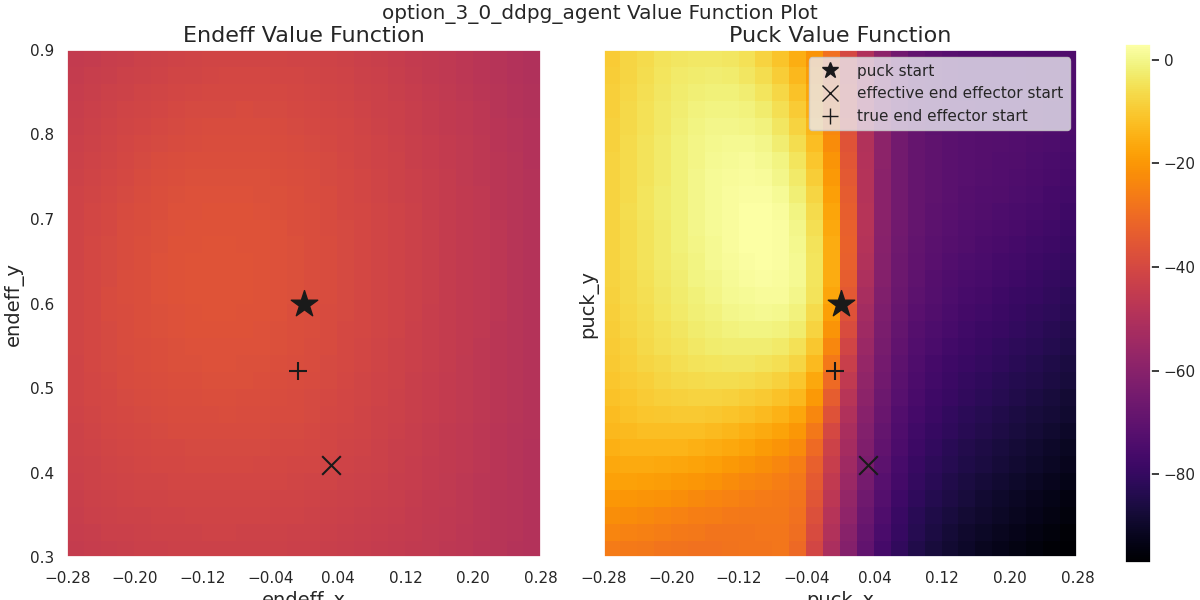 option_3_0_ddpg_agent Value Function Plot
Endeff Value Function
Puck Value Function
puck start
effective end effector start
true end effector start
endeff_y
0.9
0.8
0.7
0.6
0.5
0.4
0.3
−0.28 −0.20 −0.12 −0.04 0.04 0.12 0.20 0.28
endeff_x
puck_y
−0.28 −0.20 −0.12 −0.04 0.04 0.12 0.20 0.28
puck_x
0
−20
−40
−60
−80